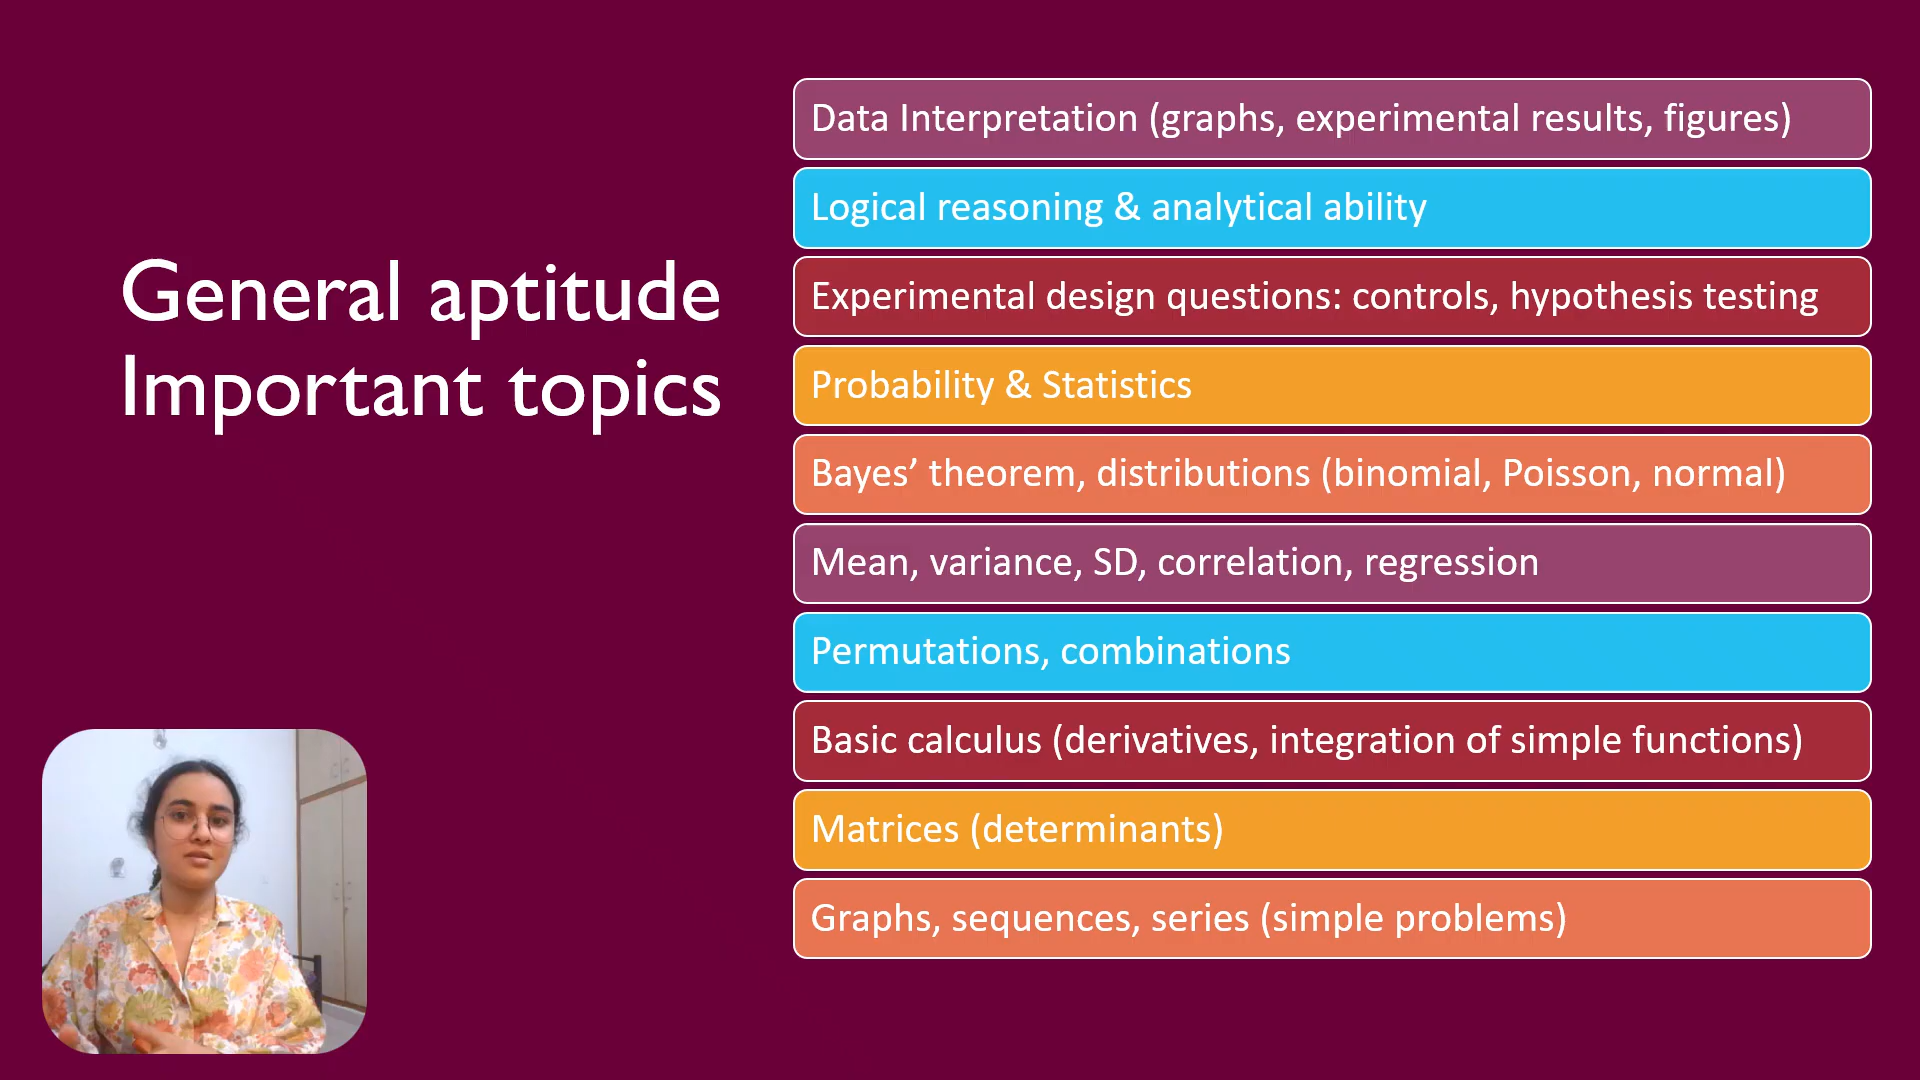 General aptitude
Important topics
Data Interpretation (graphs, experimental results, figures)
Logical reasoning & analytical ability
Experimental design questions: controls, hypothesis testing
Probability & Statistics
Bayes’ theorem, distributions (binomial, Poisson, normal)
Mean, variance, SD, correlation, regression
Permutations, combinations
Basic calculus (derivatives, integration of simple functions)
Matrices (determinants)
Graphs, sequences, series (simple problems)